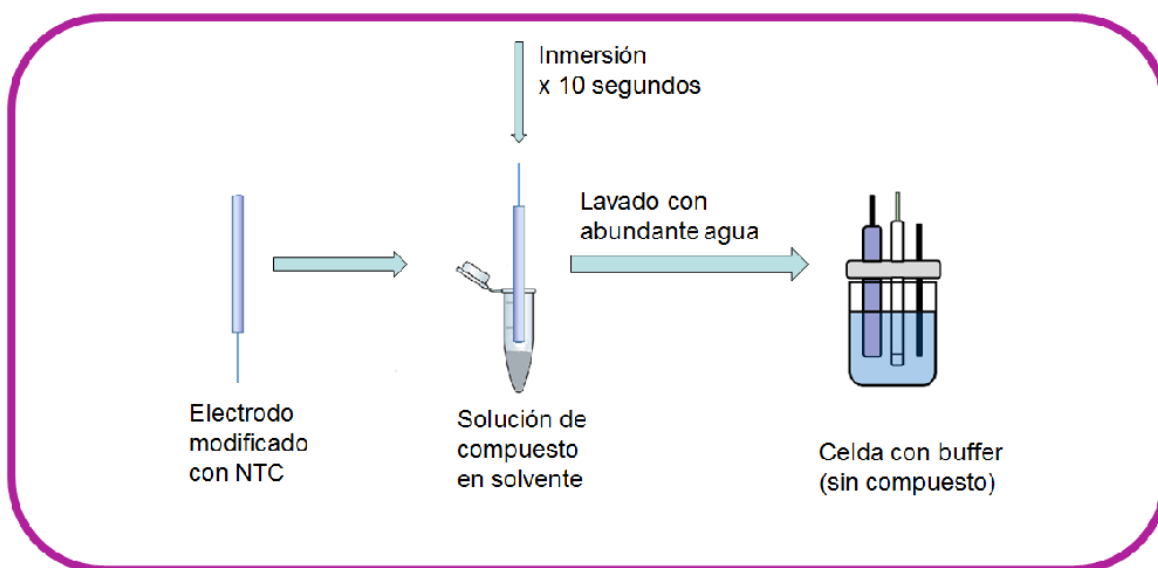 Inmersión
x 10 segundos
Lavado con
abundante agua
Electrodo
modificado
con NTC
Solución de
compuesto
en solvente
Celda con buffer
(sin compuesto)